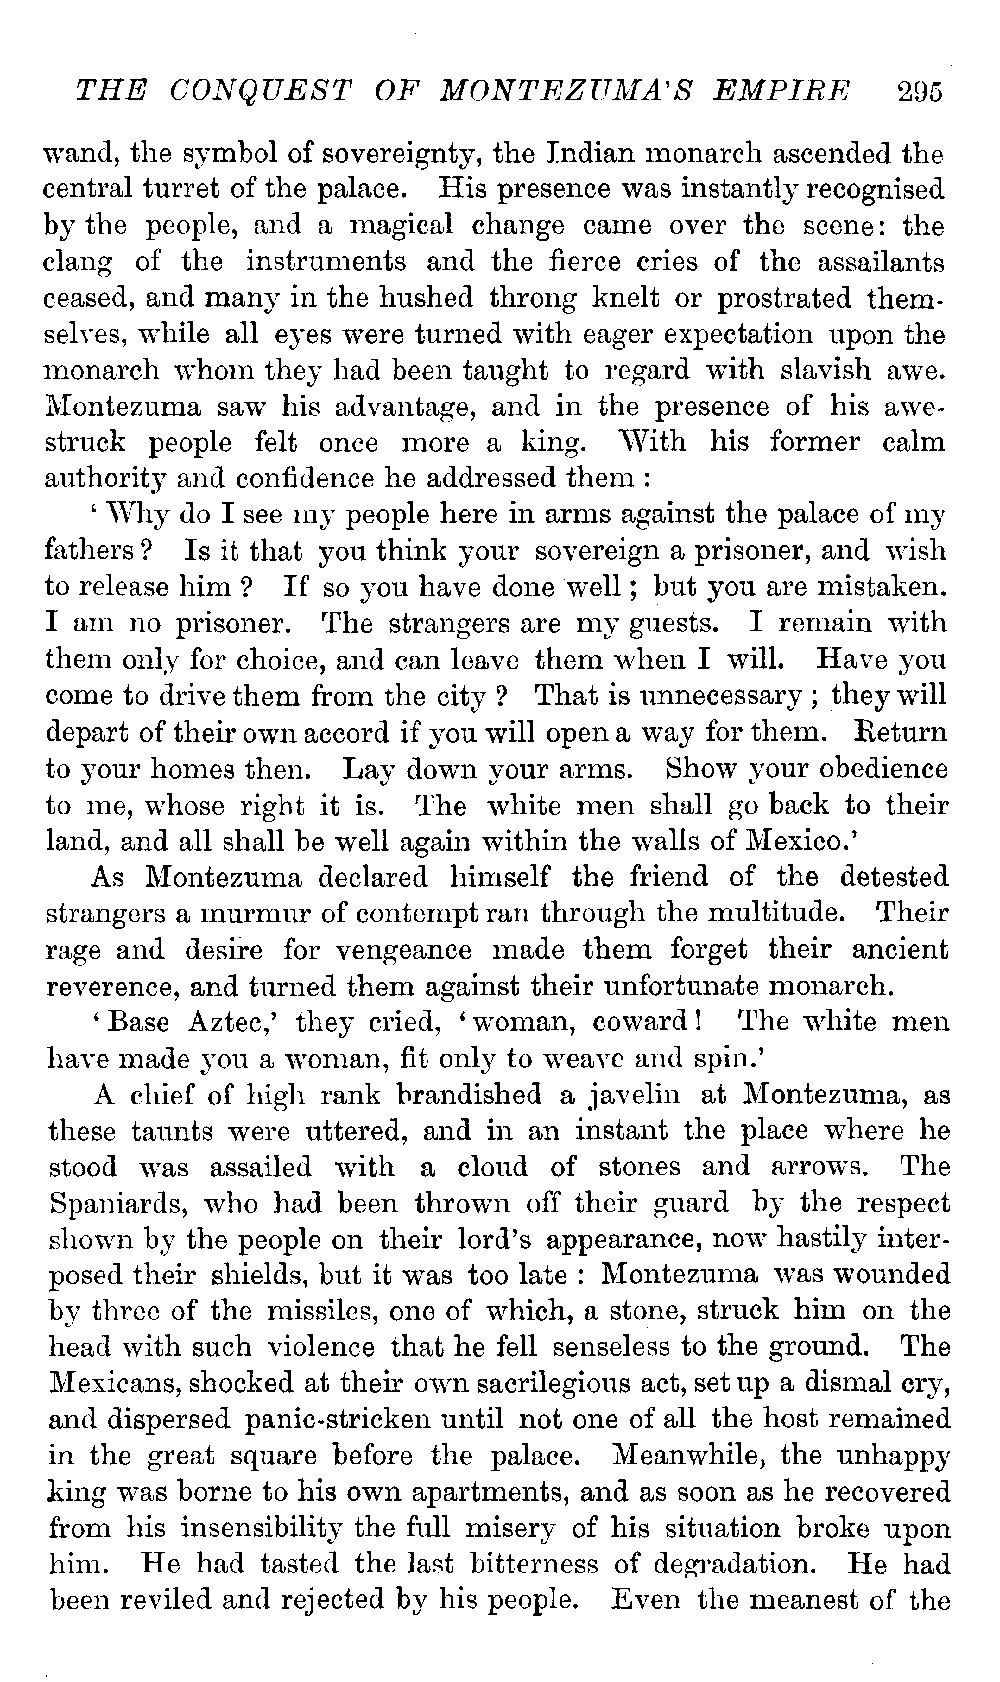 THE CONQUEST OF MONTEZUMA'S EMPIRE 295
wand, the symbol of sovereignty, the Indian monarch ascended the
central turret of the palace. His presence was instantly recognised
by the people, and a magical change came over the scene: the
clang of the instruments and the fierce cries of the assailants
ceased, and many in the hushed throng knelt or prostrated them-
selves, while all eyes were turned with eager expectation upon the
monarch whom they had been taught to regard with slavish awe.
Montezuma saw his advantage, and in the presence of his awe-
struck people felt once more a king. With his former calm
authority and confidence he addressed them :
‘ Why do I see my people here in arms against the palace of my
fathers ? Is it that you think your sovereign a prisoner, and wish
to release him ? If so you have done well ; but you are mistaken.
I am no prisoner. The strangers are my guests. I remain with
them only for choice, and can leave them when I will. Have you
come to drive them from the city ? That is unnecessary ; they will
depart of their own accord if you will open a way for them. Return
to your homes then. Lay down your arms. Show your obedience
to me, whose right it is. The white men shall go back to their
land, and all shall be well again within the walls of Mexico.’
As Montezuma declared himself the friend of the detested
strangers a murmur of contempt ran through the multitude. Their
rage and desire for vengeance made them forget their ancient
reverence, and turned them against their unfortunate monarch.
‘ Base Aztec,’ they cried, ‘ woman, coward ! The white men
have made you a woman, fit only to weave and spin.’
A chief of high rank brandished a javelin at Montezuma, as
these taunts were uttered, and in an instant the place where he
stood was assailed with a cloud of stones and arrows. The
Spaniards, who had been thrown off their guard by the respect
shown by the people on their lord's appearance, now hastily inter-
posed their shields, but it was too late : Montezuma was wounded
by three of the missiles, one of which, a stone, struck him on the
head with such violence that he fell senseless to the ground. The
Mexicans, shocked at their own sacrilegious act, set up a dismal cry,
and dispersed panic-stricken until not one of all the host remained
in the great square before the palace. Meanwhile, the unhappy
king was borne to his own apartments, and as soon as he recovered
from his insensibility the full misery of his situation broke upon
him. He had tasted the last bitterness of degradation. He had
been reviled and rejected by his people. Even the meanest of the